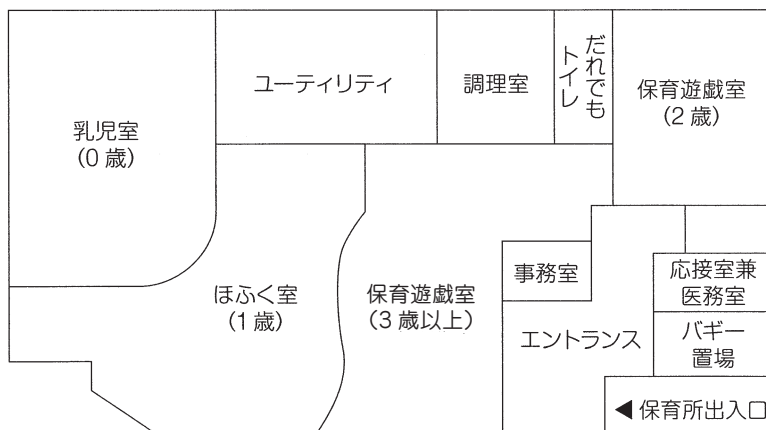 乳児室
(0歳)
ユーティリティ
調理室
だれでも
トイレ
保育遊戯室
(2歳)
ほふく室
(1歳)
保育遊戯室
(3歳以上)
事務室
エントランス
応接室兼
医務室
バギー
置場
◀保育所出入口